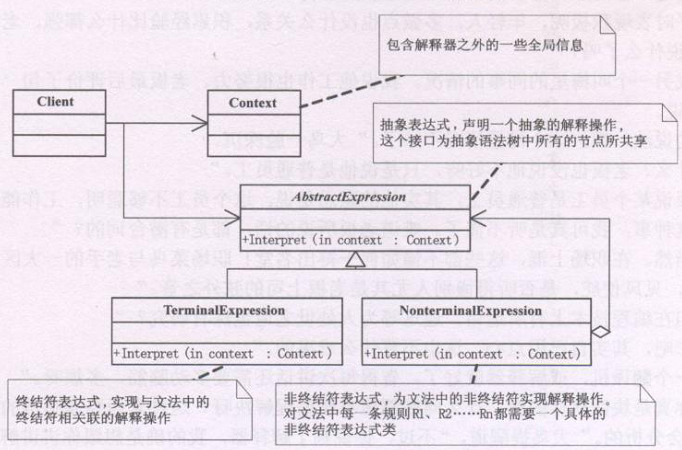 包含解释器之外的一些全局信息
Client
Context
抽象表达式，声明一个抽象的解释操作，
这个接口为抽象语法树中所有的节点所共享
AbstractExpression
+Interpret(in context : Context)
TerminalExpression
NonterminalExpression
+Interpret(in context : Context)
+Interpret(in context : Context)
终结符表达式，实现与文法中的
终结符相关联的解释操作
非终结符表达式，为文法中的非终结符实现解释操作，
对文法中每一条规则R1、R2……Rn都需要一个具体的
非终结符表达式类